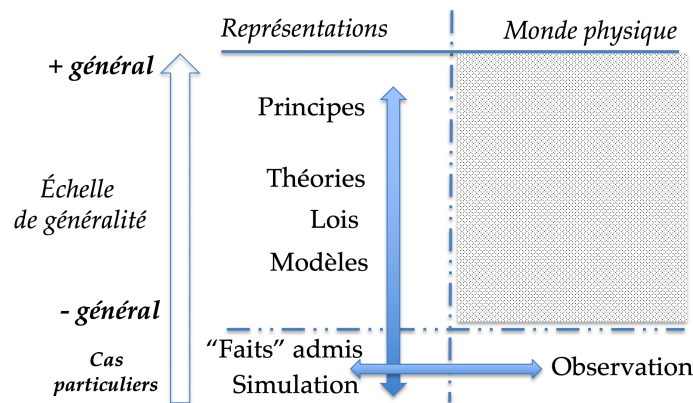 Représentations
Monde physique
+ général
Principes
Théories
Échelle
de généralité
Lois
Modèles
- général
“Faits” admis
Cas
particuliers
Simulation
Observation